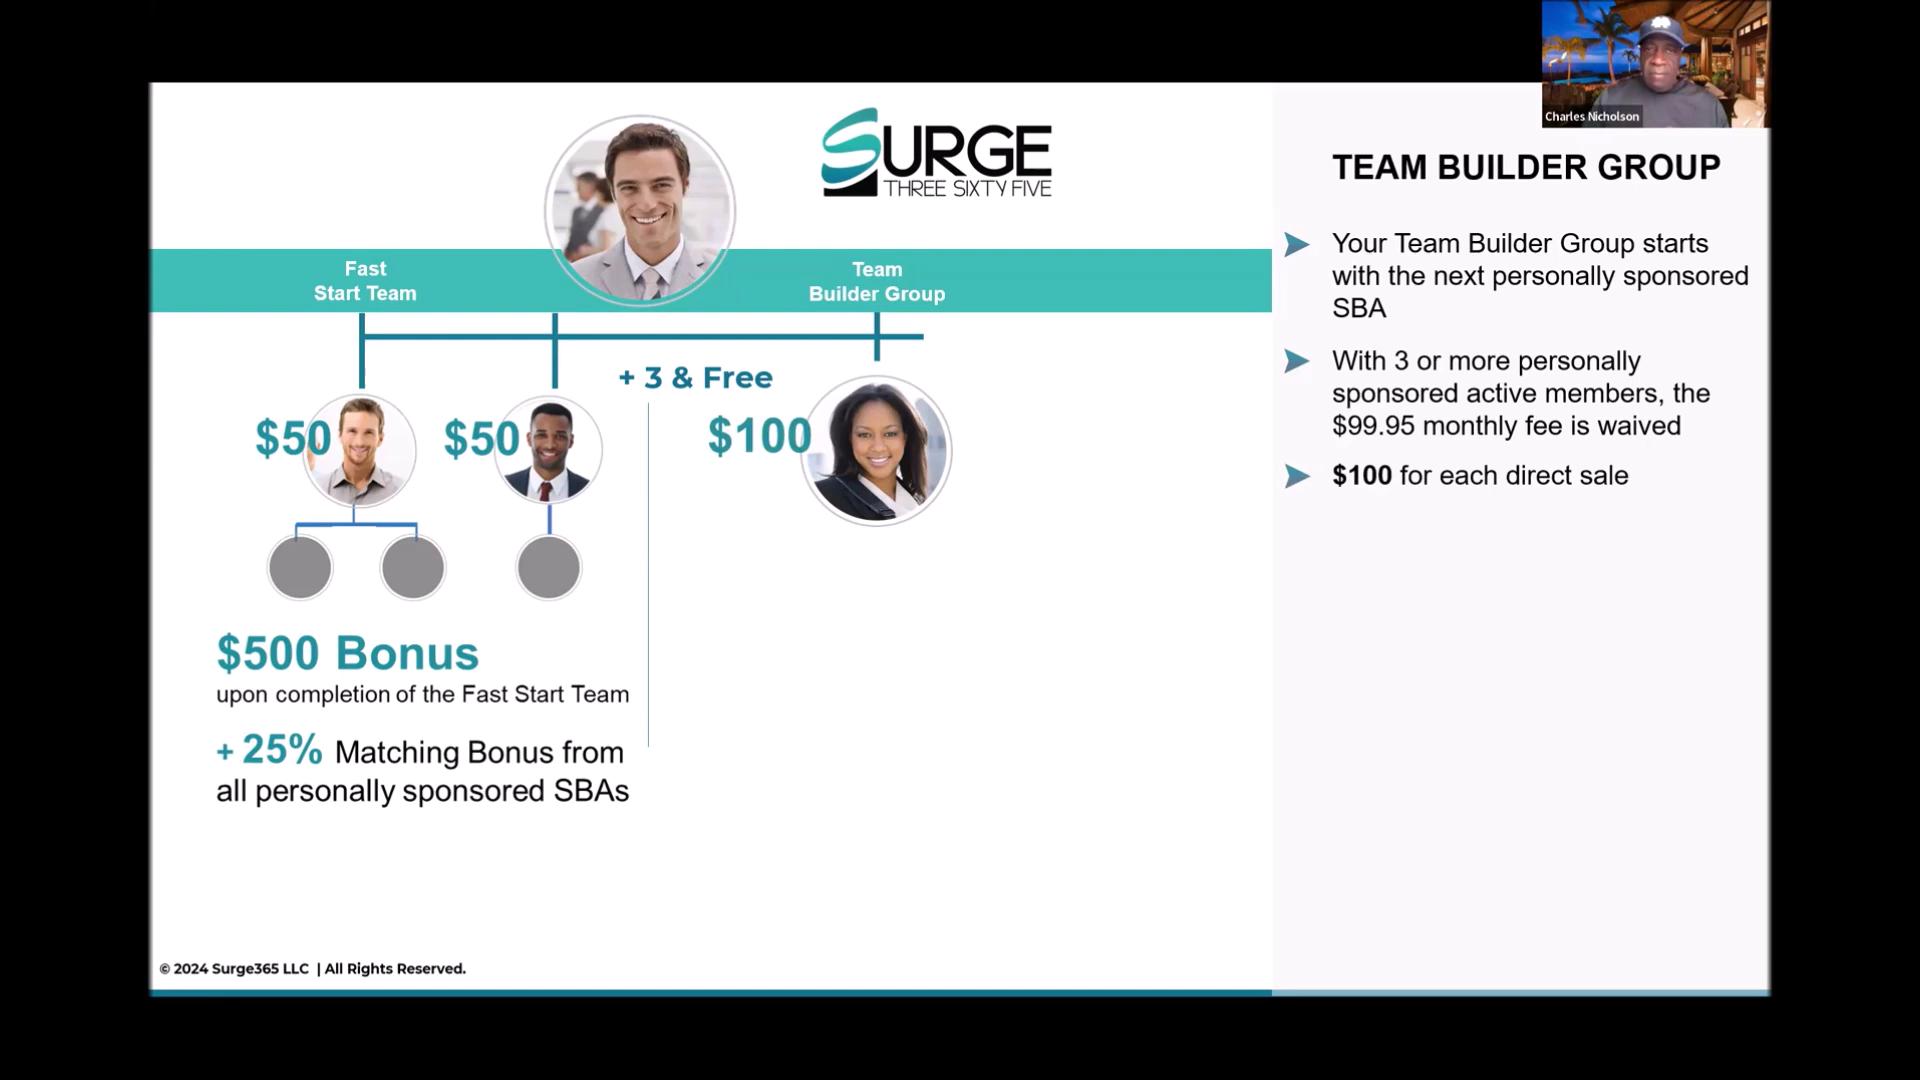 Charles Nicholson
SURGE
THREE SIXTY FIVE
Fast
Start Team
Team
Builder Group
+ 3 & Free
$50
$50
$100
$500 Bonus
upon completion of the Fast Start Team
+ 25% Matching Bonus from
all personally sponsored SBAs
© 2024 Surge365 LLC | All Rights Reserved.
TEAM BUILDER GROUP
Your Team Builder Group starts
with the next personally sponsored
SBA
With 3 or more personally
sponsored active members, the
$99.95 monthly fee is waived
$100 for each direct sale